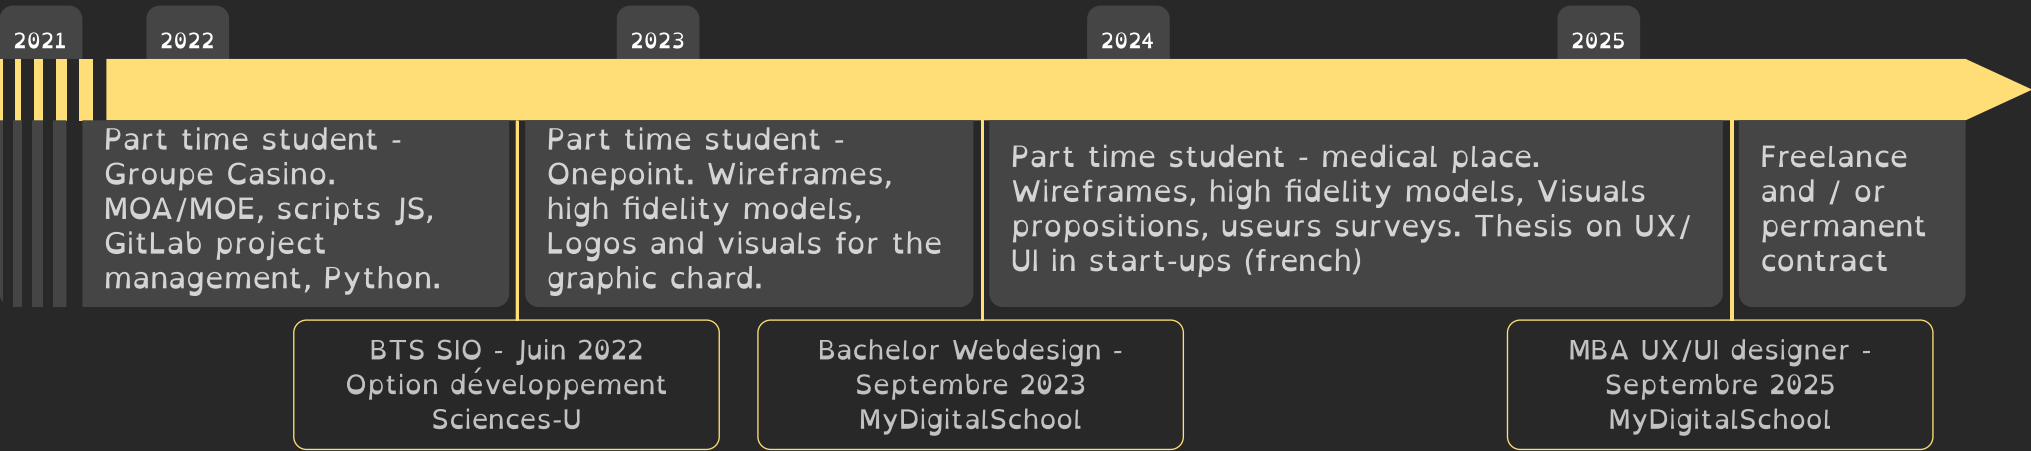 2021
2022
2023
2024
2025
Part time student -
Groupe Casino.
MOA/MOE, scripts JS,
GitLab project
management, Python.
Part time student -
Onepoint. Wireframes,
high fidelity models,
Logos and visuals for the
graphic chard.
Part time student - medical place.
Wireframes, high fidelity models, Visuals
propositions, useurs surveys. Thesis on UX/
UI in start-ups (french)
Freelance
and / or
permanent
contract
BTS SIO - Juin 2022
Option développement
Sciences-U
Bachelor Webdesign -
Septembre 2023
MyDigitalSchool
MBA UX/UI designer -
Septembre 2025
MyDigitalSchool